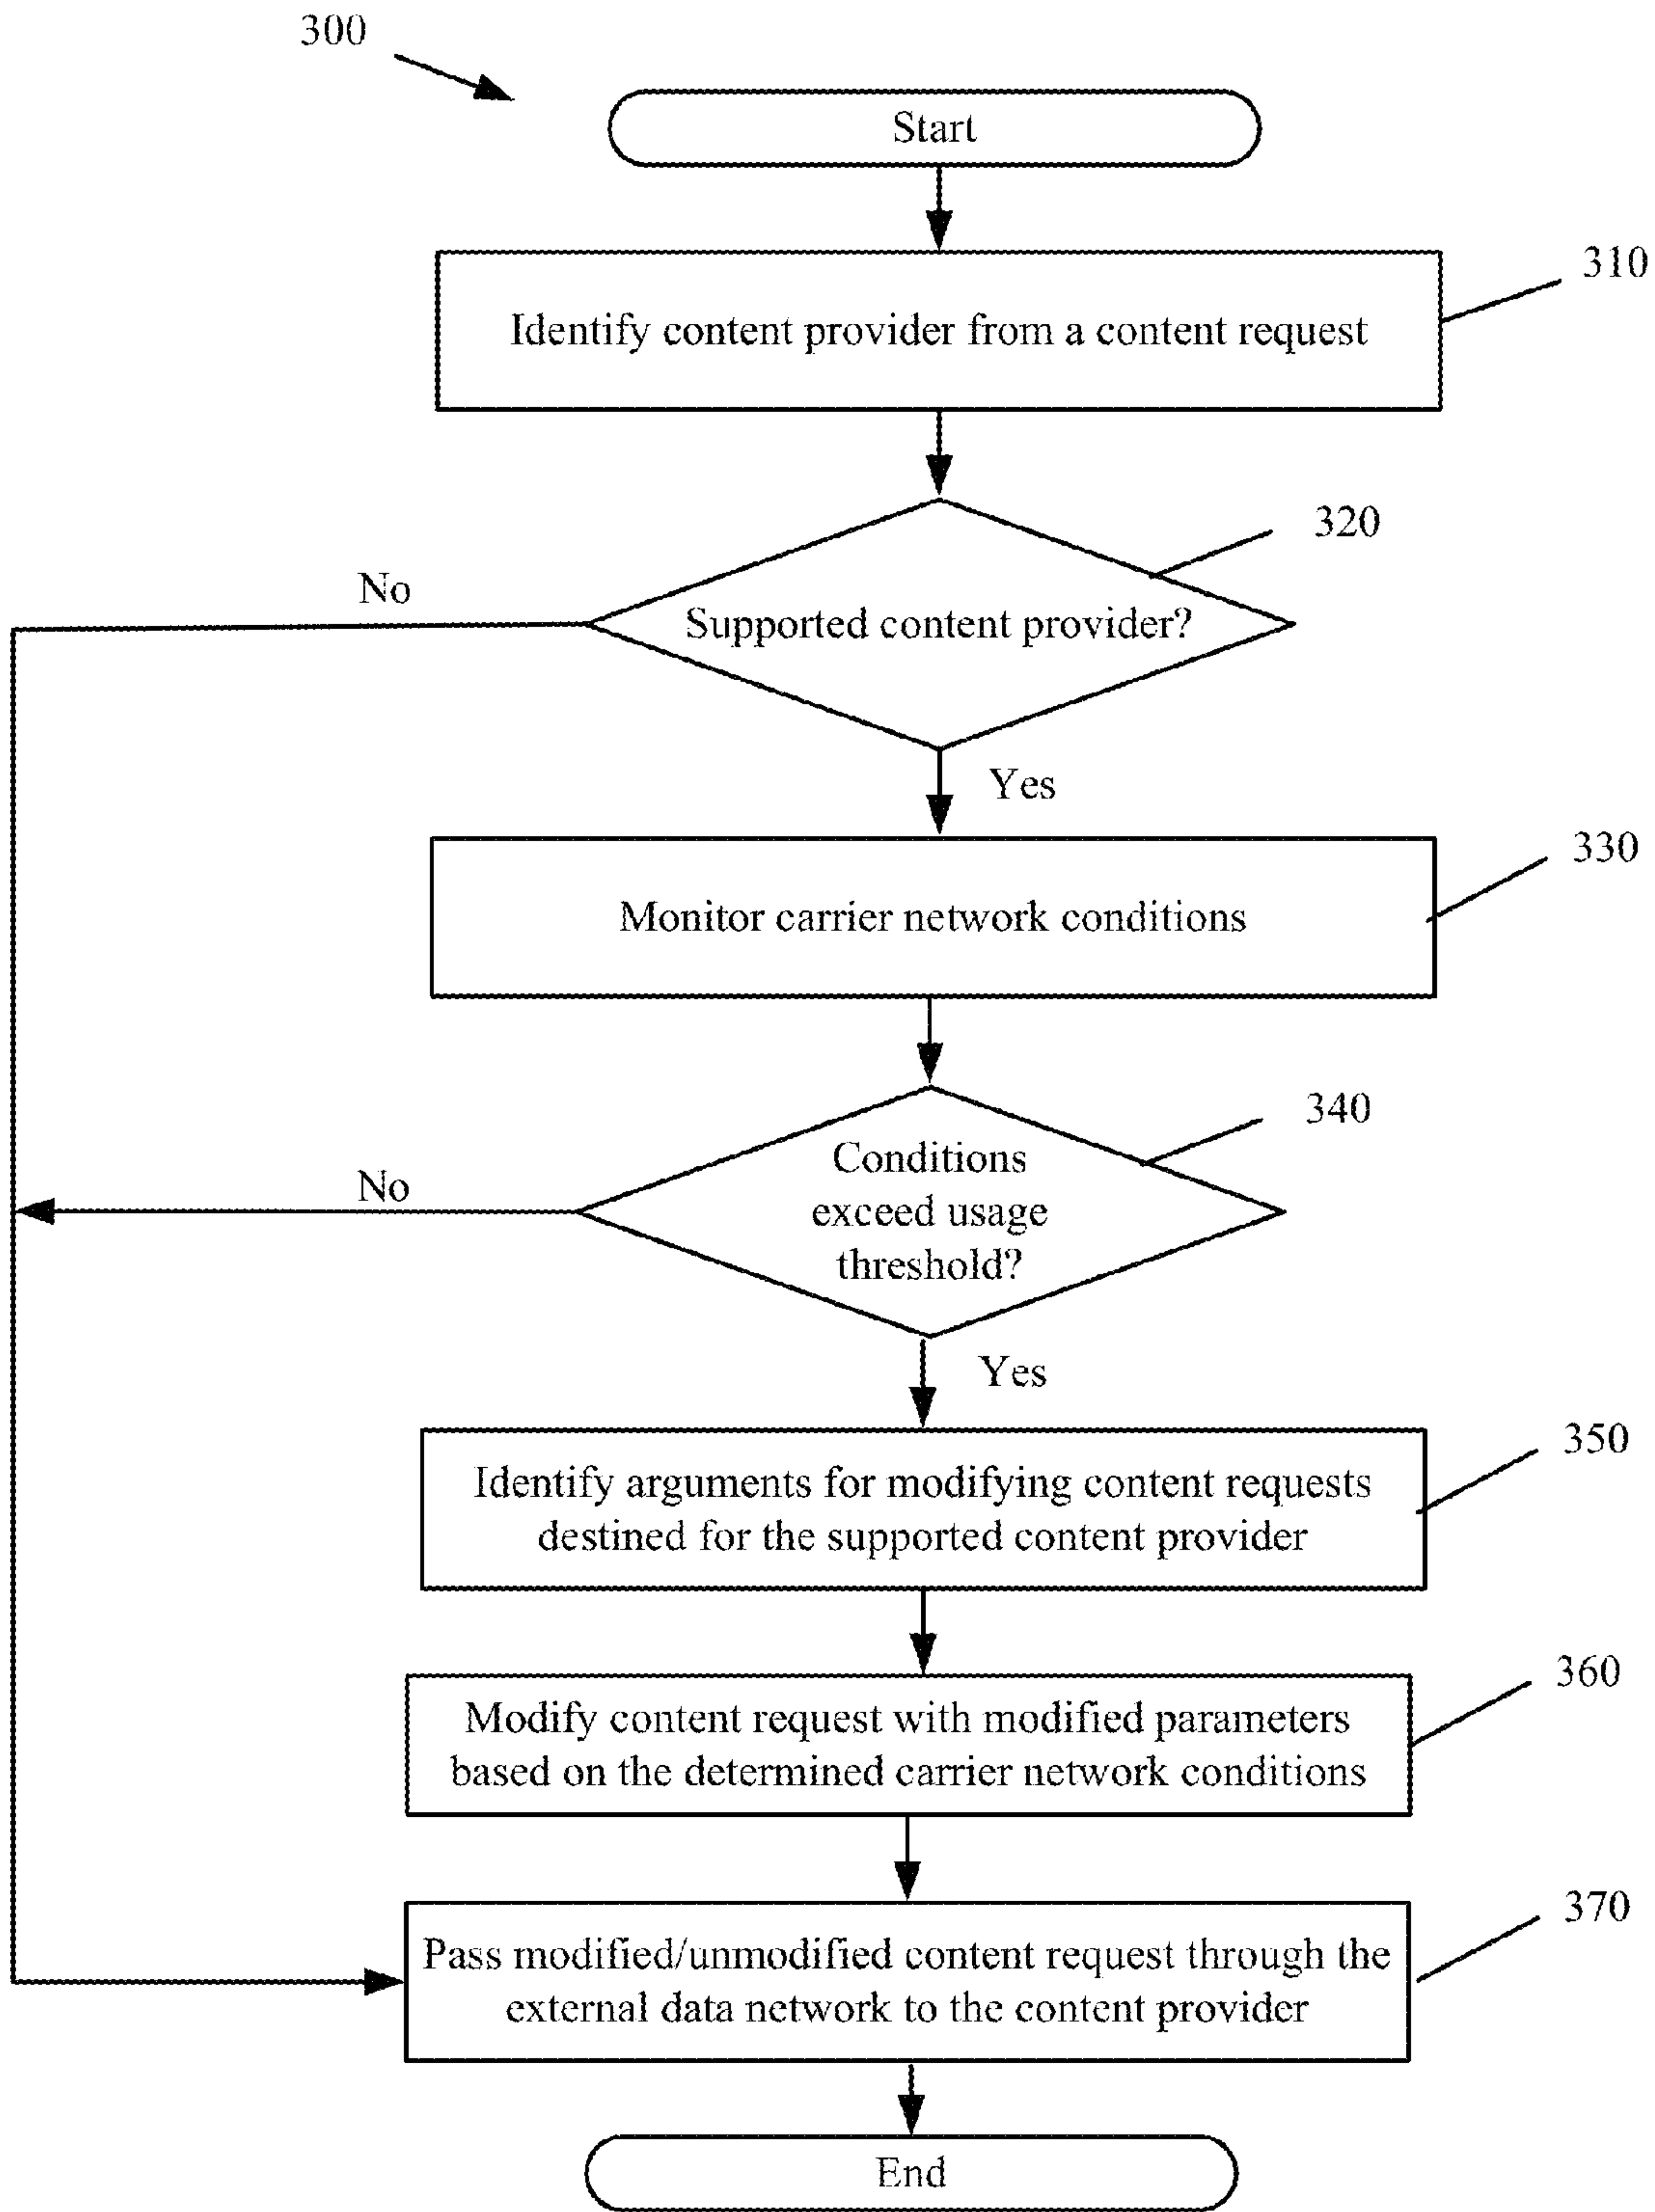 300
Start
310
Identify content provider from a content request
320
No
Supported content provider?
Yes
330
Monitor carrier network conditions
340
No
Conditions
exceed usage
threshold?
Yes
350
Identify arguments for modifying content requests
destined for the supported content provider
360
Modify content request with modified parameters
based on the determined carrier network conditions
370
Pass modified/unmodified content request through the
external data network to the content provider
End